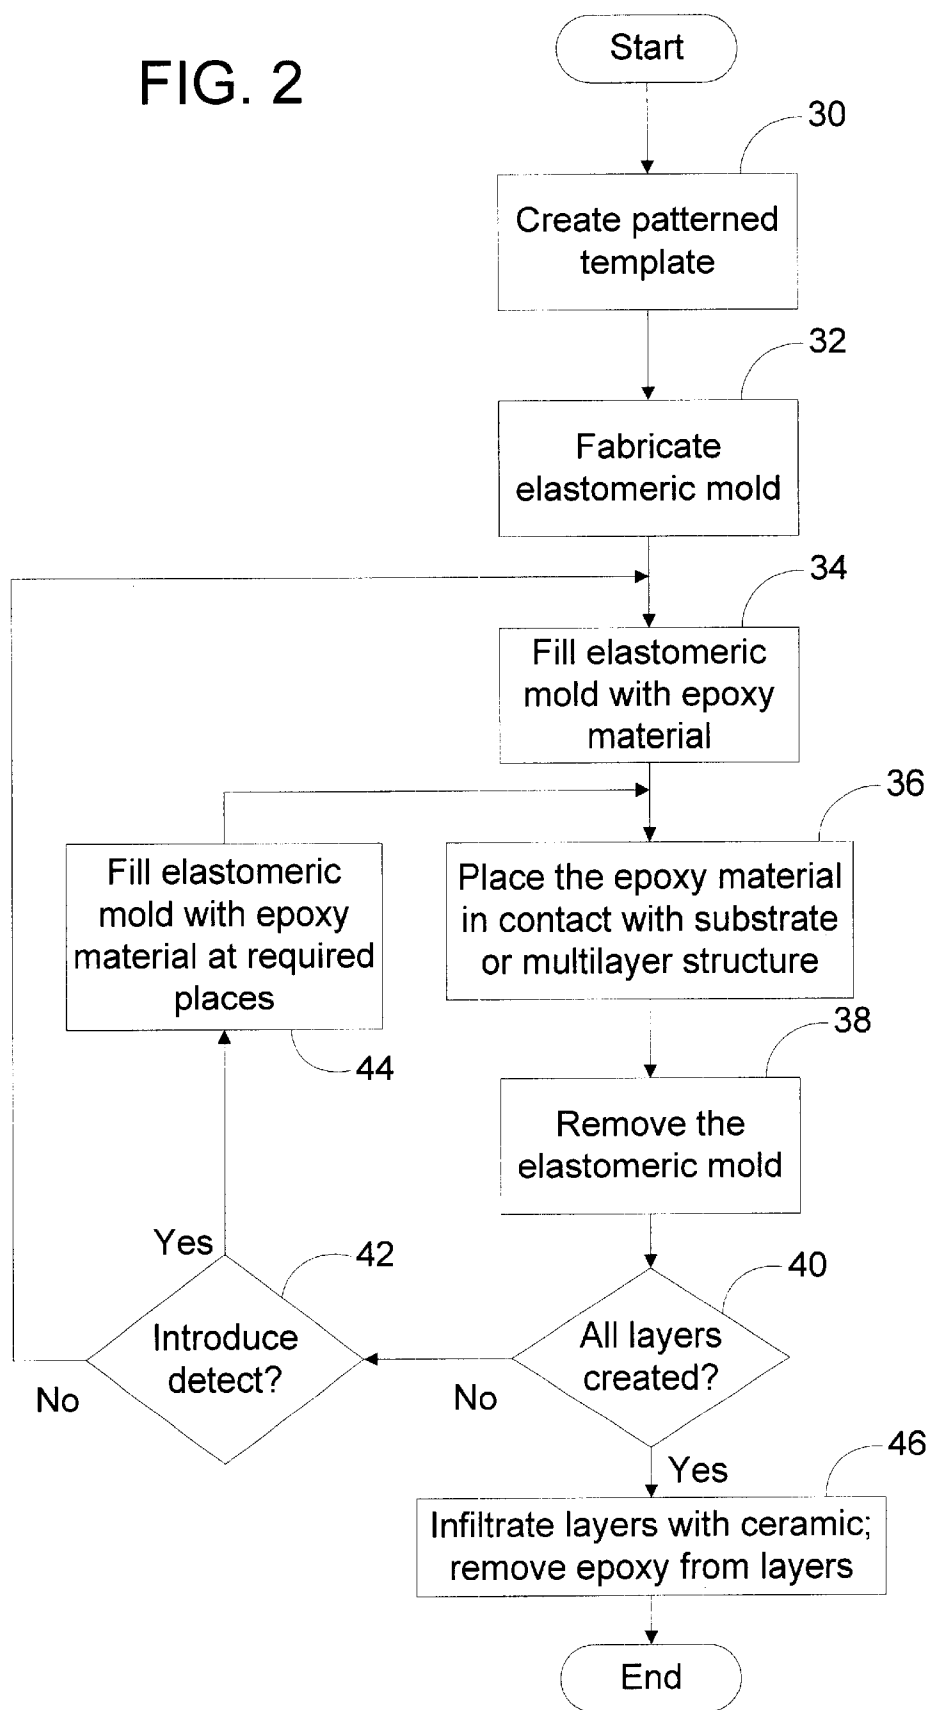 FIG. 2
Start
30
Create patterned
template
32
Fabricate
elastomeric mold
34
Fill elastomeric
mold with epoxy
material
36
Place the epoxy material
in contact with substrate
or multilayer structure
38
Remove the
elastomeric mold
40
All layers
created?
No
42
Introduce
detect?
Yes
No
44
Fill elastomeric
mold with epoxy
material at required
places
Yes
46
Infiltrate layers with ceramic;
remove epoxy from layers
End